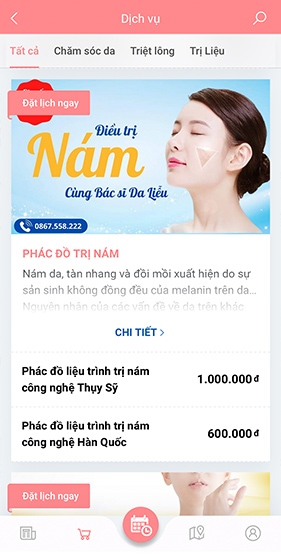 Dịch vụ
Tất cả Chăm sóc da Triệt lông Trị Liệu
Đặt lịch ngay
Điều trị
Nám
Cùng Bác sĩ Da Liễu
0867.558.222
PHÁC ĐỒ TRỊ NÁM
Nám da, tàn nhang và đồi mồi xuất hiện do sự
sản sinh không đồng đều của melanin trên da...
Nguyên nhân của các vấn đề về da trên khác
CHI TIẾT >
Phác đồ liệu trình trị nám
công nghệ Thụy Sỹ
1.000.000 đ
Phác đồ liệu trình trị nám
công nghệ Hàn Quốc
600.000 đ
Đặt lịch ngay